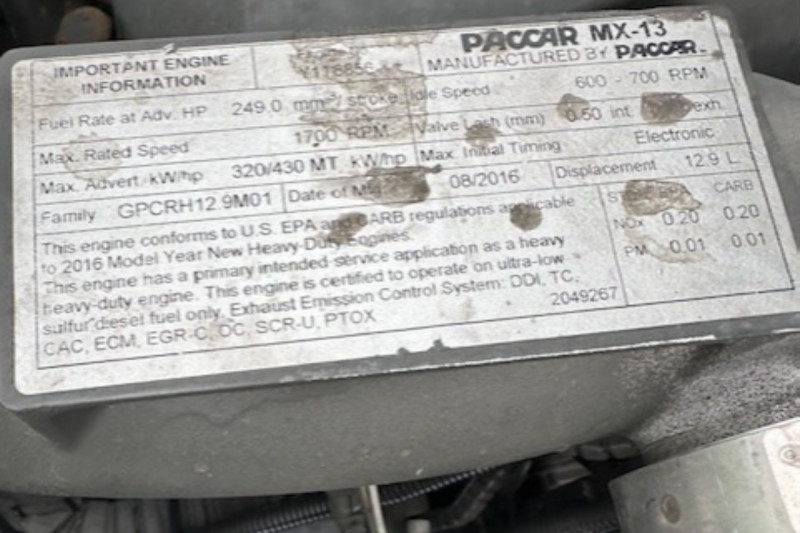 IMPORTANT ENGINE
INFORMATION
PACCAR MX-13
MANUFACTURED BY PACCAR
Fuel Rate at Adv. HP 249.0 mm³/ stroke Idle Speed 600 - 700 RPM
Max. Rated Speed 1700 RPM Valve Lash (mm) 0.50 int. exh.
Max. Advert. kW/hp 320/430 MT kW/hp Max. Initial Timing Electronic
Family GPCRH12.9M01 Date of Mfg 08/2016 Displacement 12.9 L
This engine conforms to U.S. EPA and CARB regulations applicable
to 2016 Model Year New Heavy-Duty Engines.
This engine has a primary intended service application as a heavy
heavy-duty engine. This engine is certified to operate on ultra-low
sulfur diesel fuel only. Exhaust Emission Control System: DDI, TC,
CAC, ECM, EGR-C, OC, SCR-U, PTOX
2049267
EPA CARB
NOx 0.20 0.20
PM 0.01 0.01